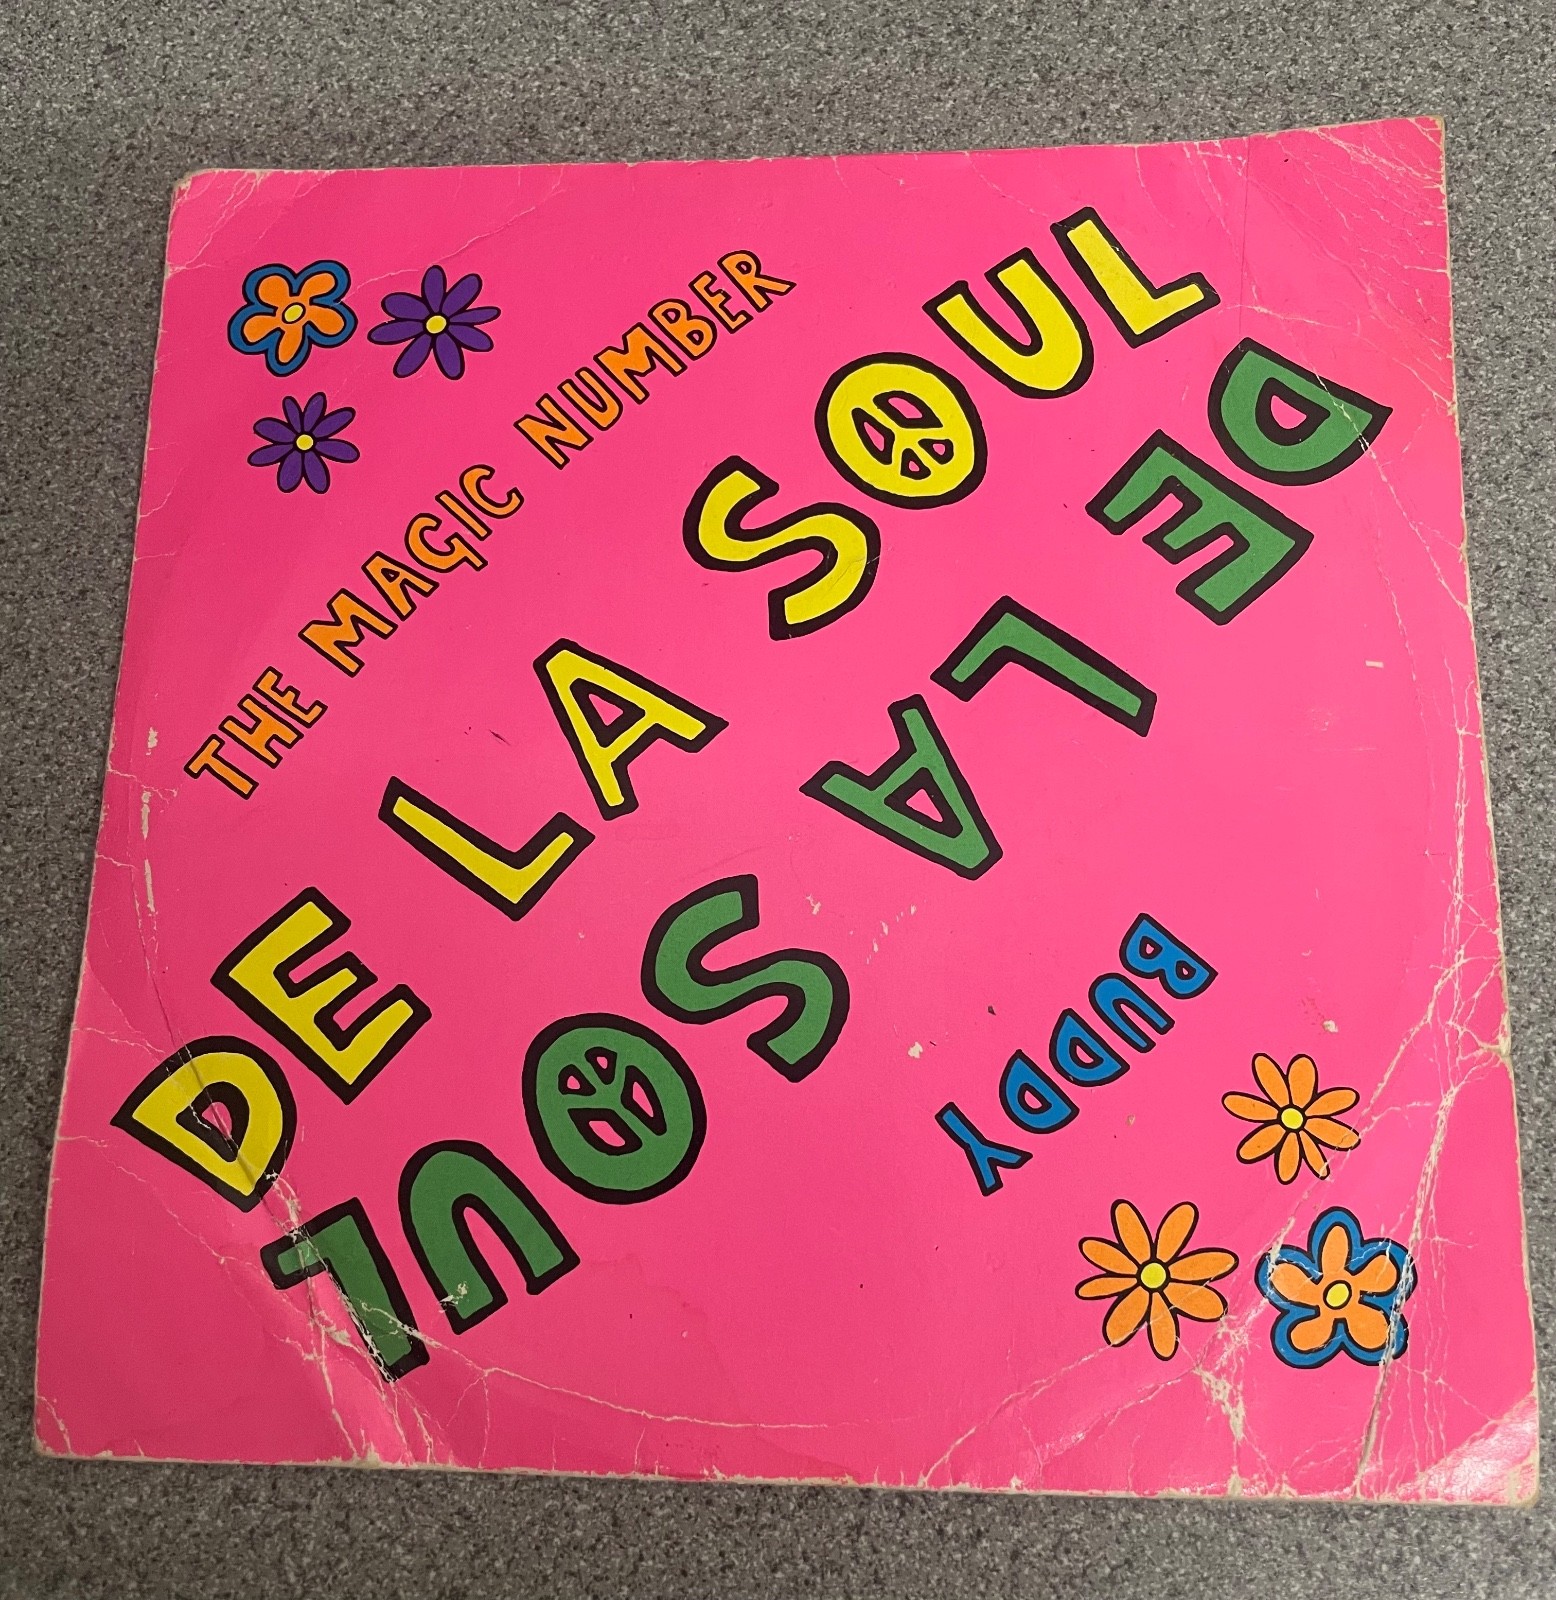 THE MAGIC NUMBER
DE LA SOUL
DE LA SOUL
BUDDY